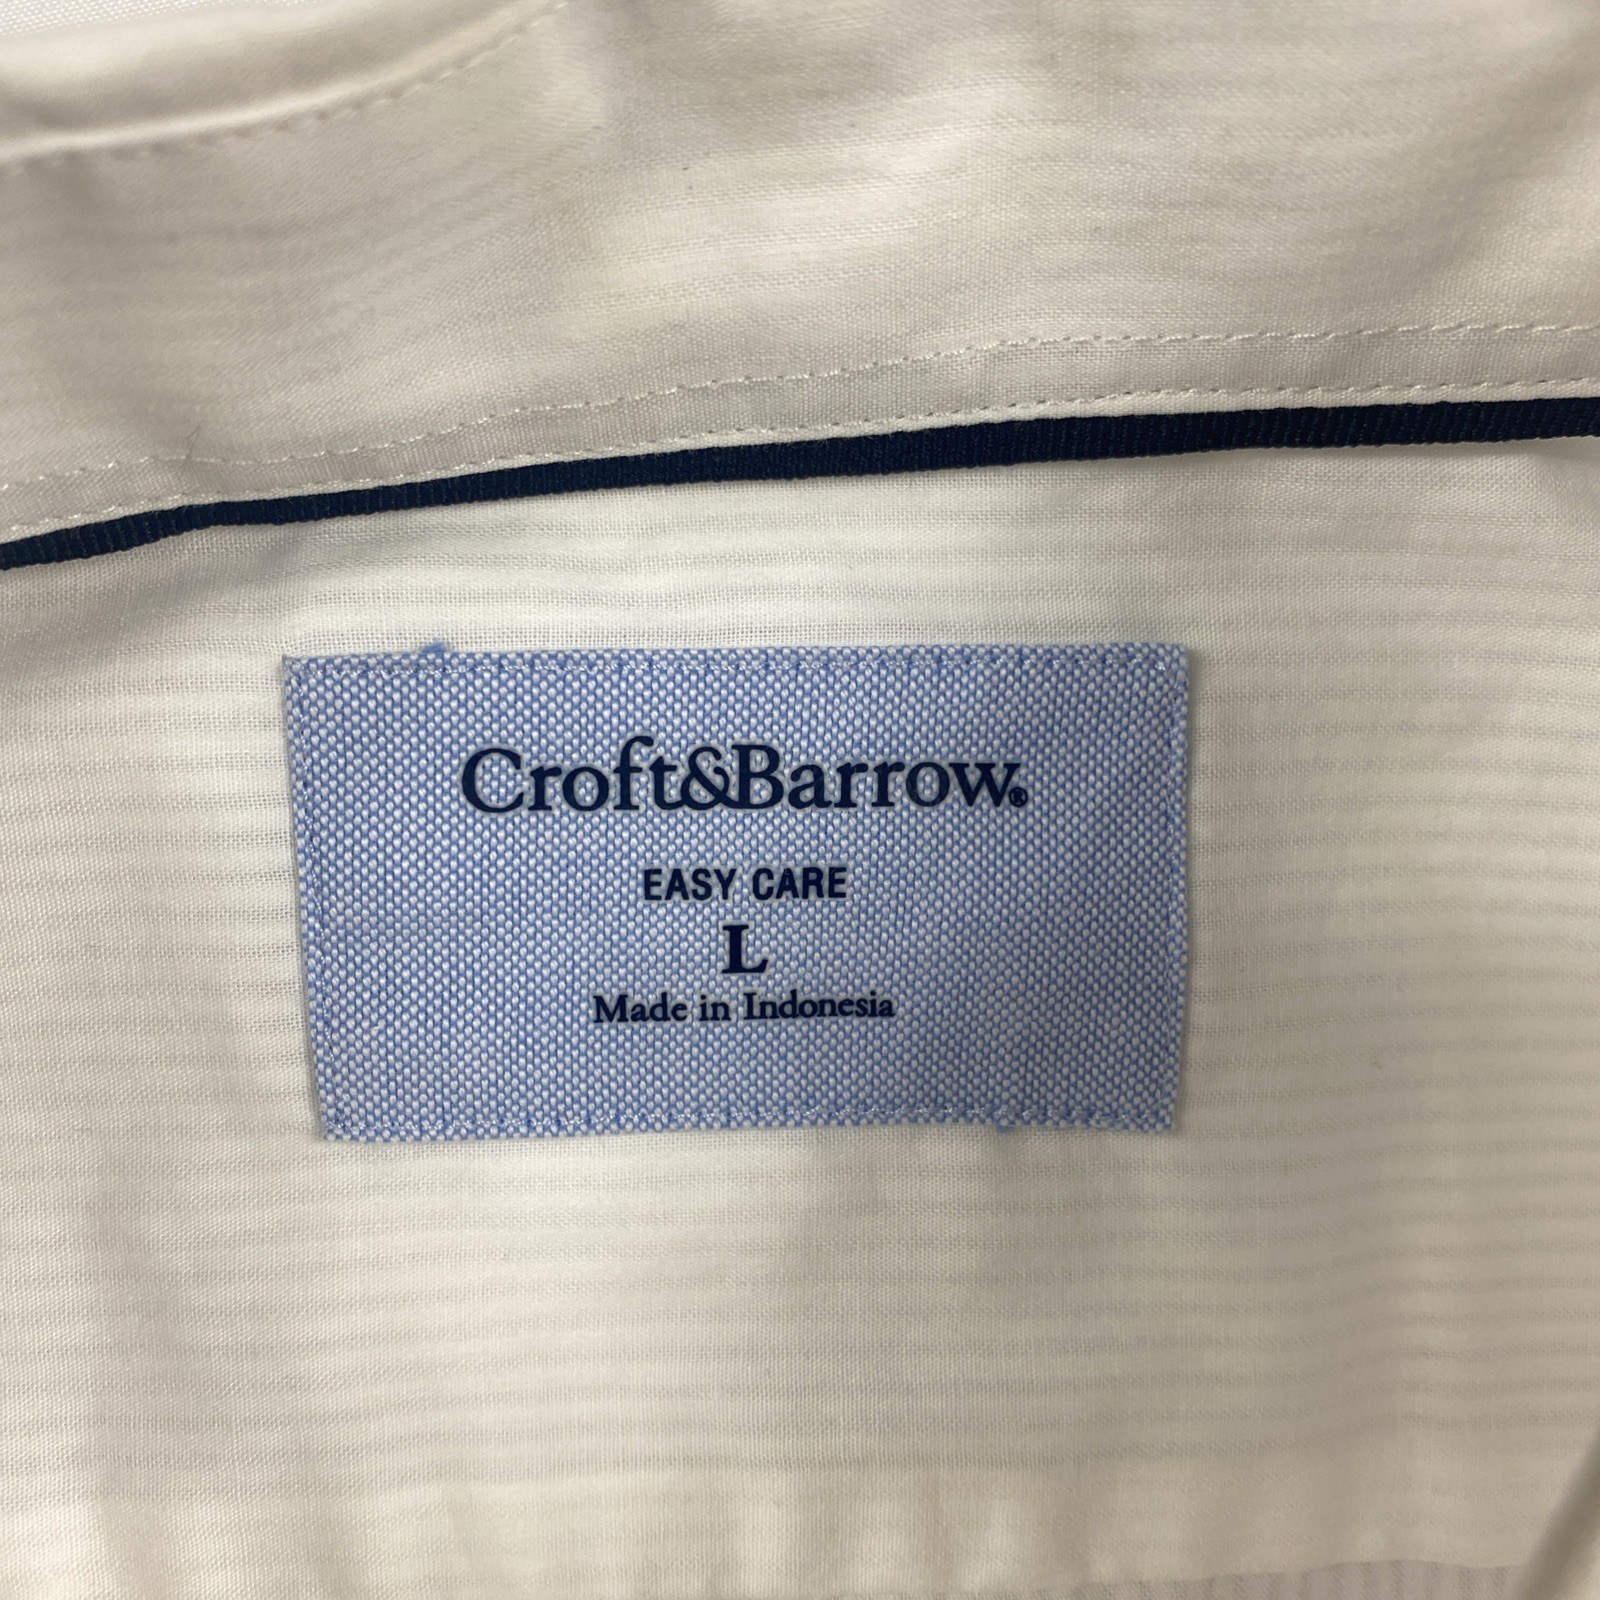 Croft&Barrow®
EASY CARE
L
Made in Indonesia